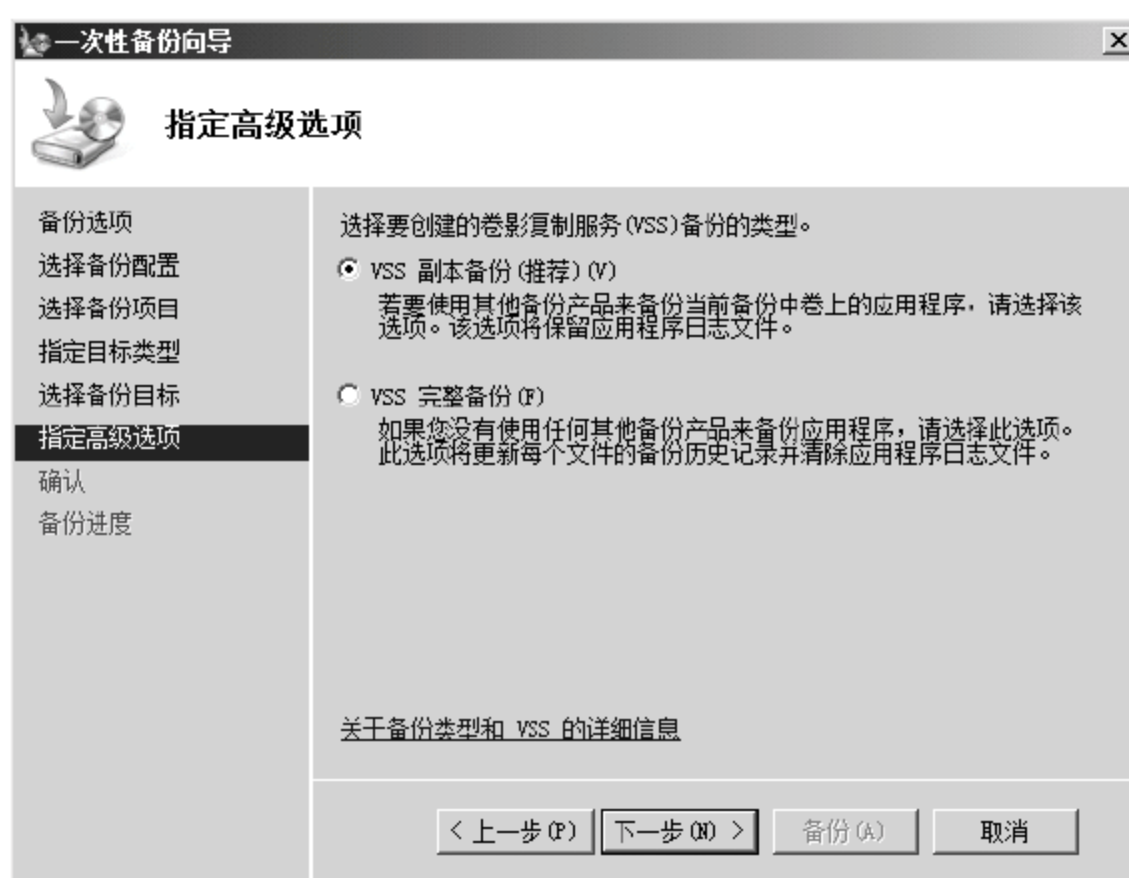 一次性备份向导
指定高级选项
备份选项
选择备份配置
选择备份项目
指定目标类型
选择备份目标
指定高级选项
确认
备份进度
选择要创建的卷影复制服务(VSS)备份的类型。
VSS 副本备份(推荐)(V)
若要使用其他备份产品来备份当前备份中卷上的应用程序，请选择该
选项。该选项将保留应用程序日志文件。
VSS 完整备份(F)
如果您没有使用任何其他备份产品来备份应用程序，请选择此选项。
此选项将更新每个文件的备份历史记录并清除应用程序日志文件。
关于备份类型和 VSS 的详细信息
< 上一步(P)
下一步(N) >
备份(A)
取消